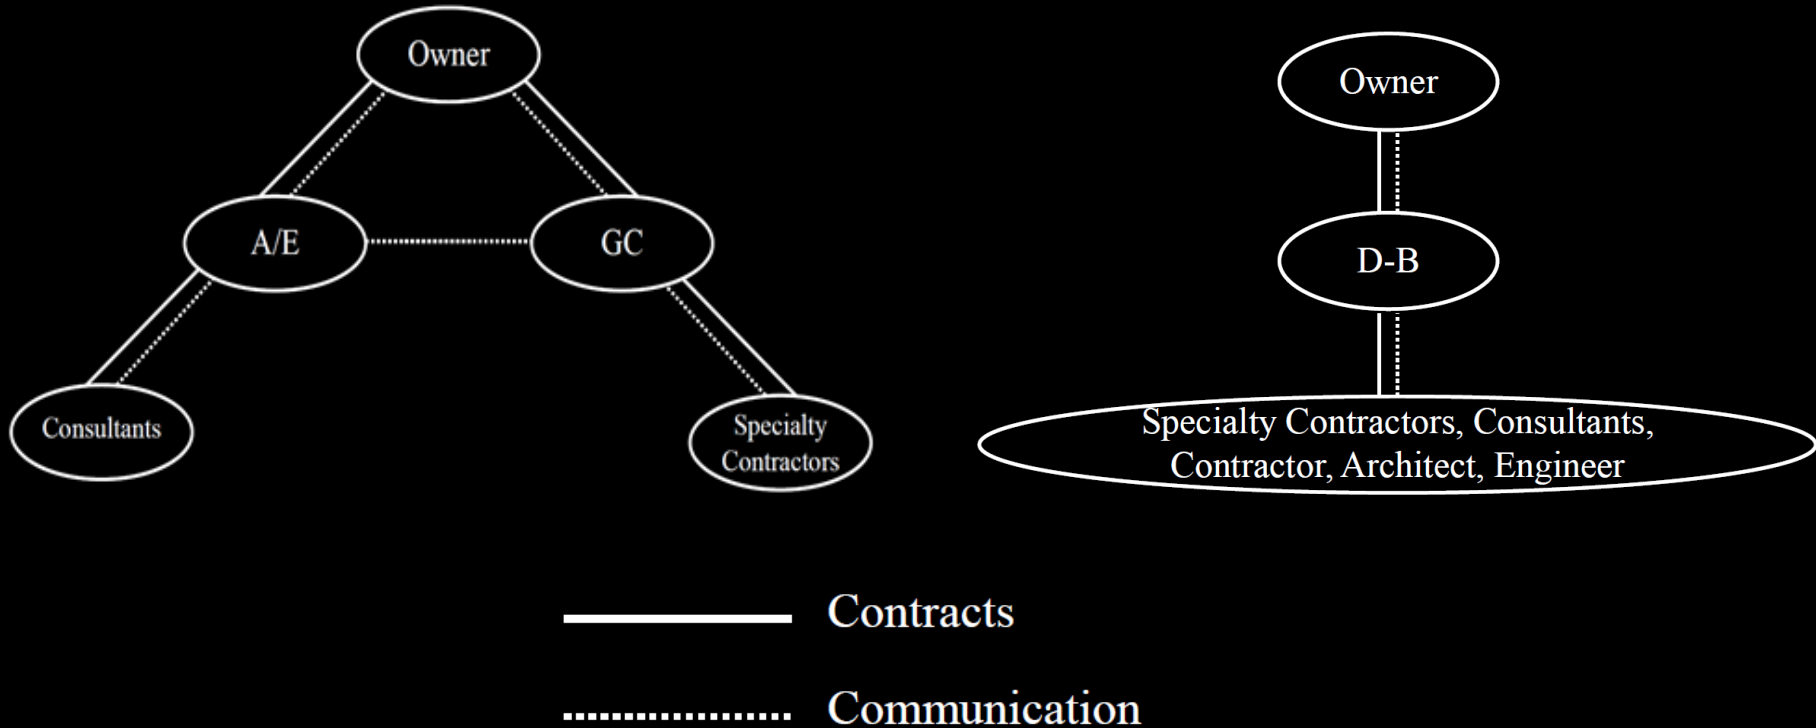 Owner
A/E
GC
Consultants
Specialty
Contractors
Owner
D-B
Specialty Contractors, Consultants,
Contractor, Architect, Engineer
Contracts
Communication